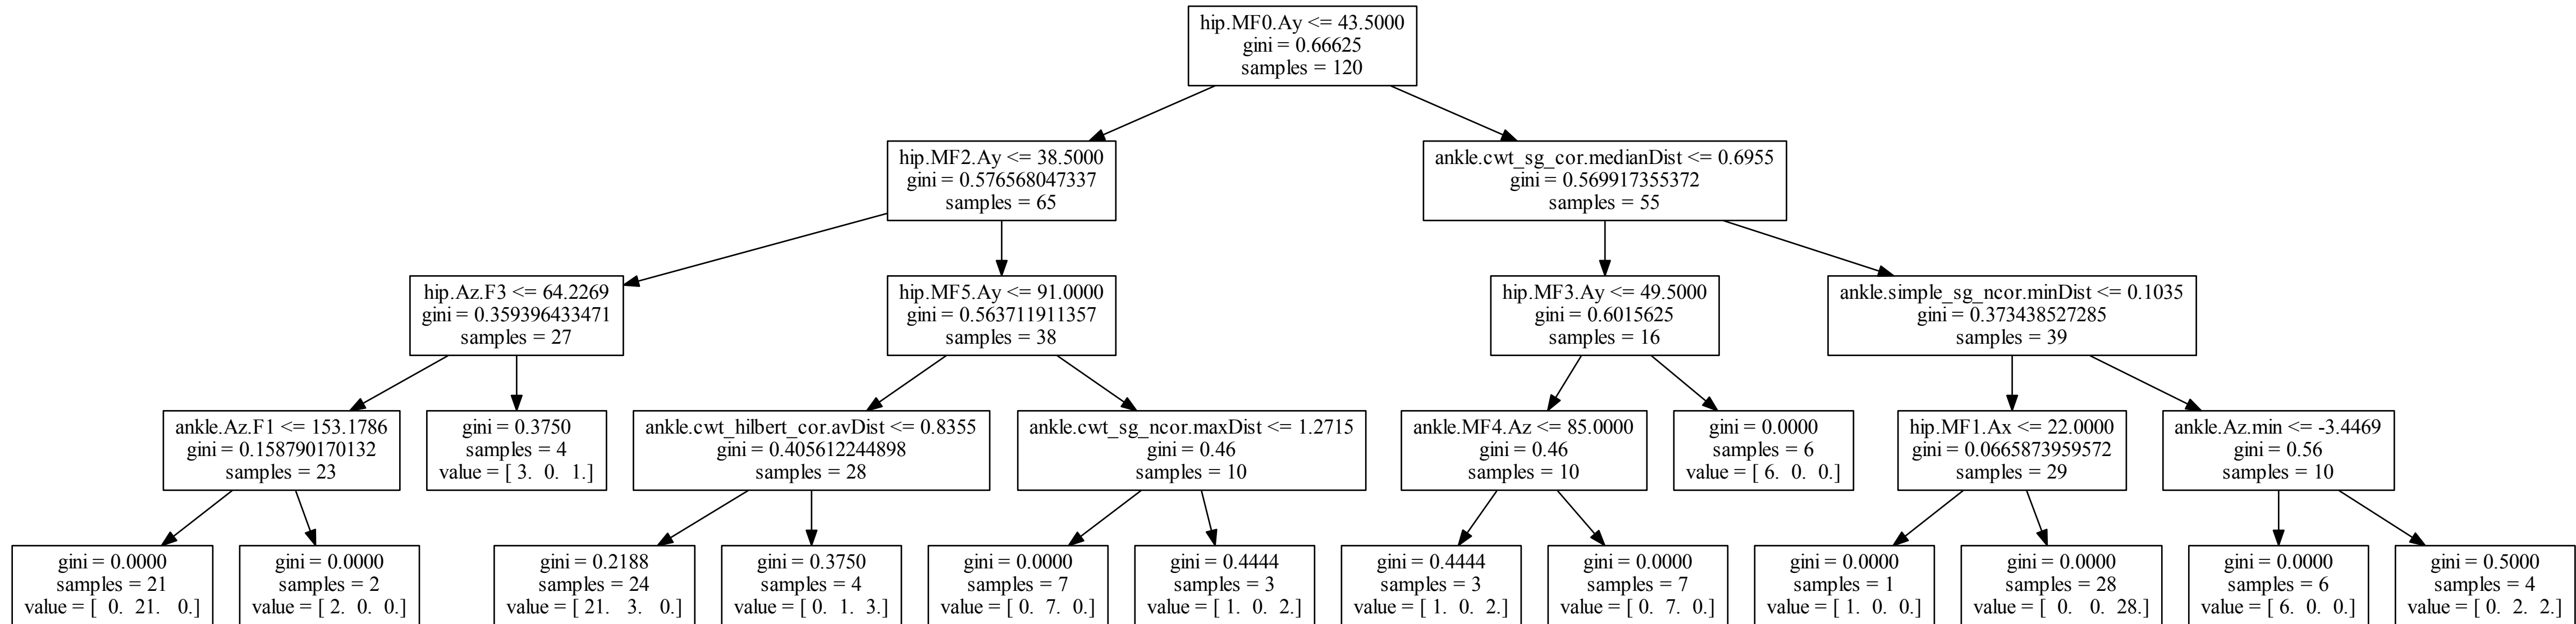 hip.MF0.Ay <= 43.5000
gini = 0.66625
samples = 120
hip.MF2.Ay <= 38.5000
gini = 0.576568047337
samples = 65
ankle.cwt_sg_cor.medianDist <= 0.6955
gini = 0.569917355372
samples = 55
hip.Az.F3 <= 64.2269
gini = 0.359396433471
samples = 27
hip.MF5.Ay <= 91.0000
gini = 0.563711911357
samples = 38
hip.MF3.Ay <= 49.5000
gini = 0.6015625
samples = 16
ankle.simple_sg_ncor.minDist <= 0.1035
gini = 0.373438527285
samples = 39
ankle.Az.F1 <= 153.1786
gini = 0.158790170132
samples = 23
gini = 0.3750
samples = 4
value = [ 3.  0.  1.]
ankle.cwt_hilbert_cor.avDist <= 0.8355
gini = 0.405612244898
samples = 28
ankle.cwt_sg_ncor.maxDist <= 1.2715
gini = 0.46
samples = 10
ankle.MF4.Az <= 85.0000
gini = 0.46
samples = 10
gini = 0.0000
samples = 6
value = [ 6.  0.  0.]
hip.MF1.Ax <= 22.0000
gini = 0.0665873959572
samples = 29
ankle.Az.min <= -3.4469
gini = 0.56
samples = 10
gini = 0.0000
samples = 21
value = [  0.  21.   0.]
gini = 0.0000
samples = 2
value = [ 2.  0.  0.]
gini = 0.2188
samples = 24
value = [ 21.   3.   0.]
gini = 0.3750
samples = 4
value = [ 0.  1.  3.]
gini = 0.0000
samples = 7
value = [ 0.  7.  0.]
gini = 0.4444
samples = 3
value = [ 1.  0.  2.]
gini = 0.4444
samples = 3
value = [ 1.  0.  2.]
gini = 0.0000
samples = 7
value = [ 0.  7.  0.]
gini = 0.0000
samples = 1
value = [ 1.  0.  0.]
gini = 0.0000
samples = 28
value = [  0.   0.  28.]
gini = 0.0000
samples = 6
value = [ 6.  0.  0.]
gini = 0.5000
samples = 4
value = [ 0.  2.  2.]